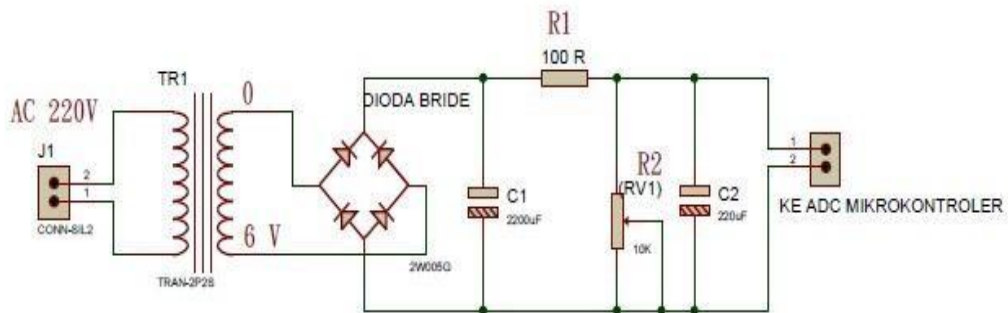 R1
100 R
TR1
0
DIODA BRIDE
AC 220V
J1
2
1
CONN-SIL2
R2
(RV1)
C1
2200uF
C2
220uF
1
2
KE ADC MIKROKONTROLER
6 V
10K
2W005G
TRAN-2P2S